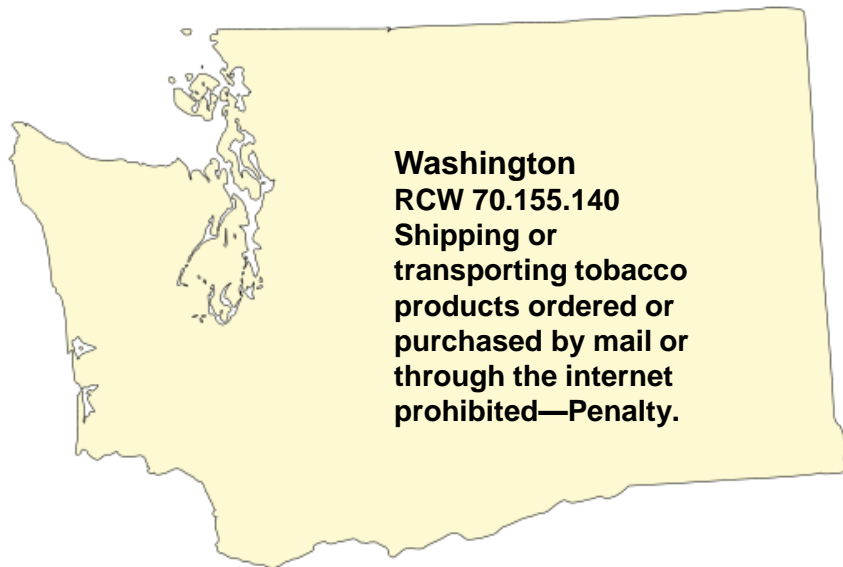 Washington
RCW 70.155.140
Shipping or
transporting tobacco
products ordered or
purchased by mail or
through the internet
prohibited—Penalty.